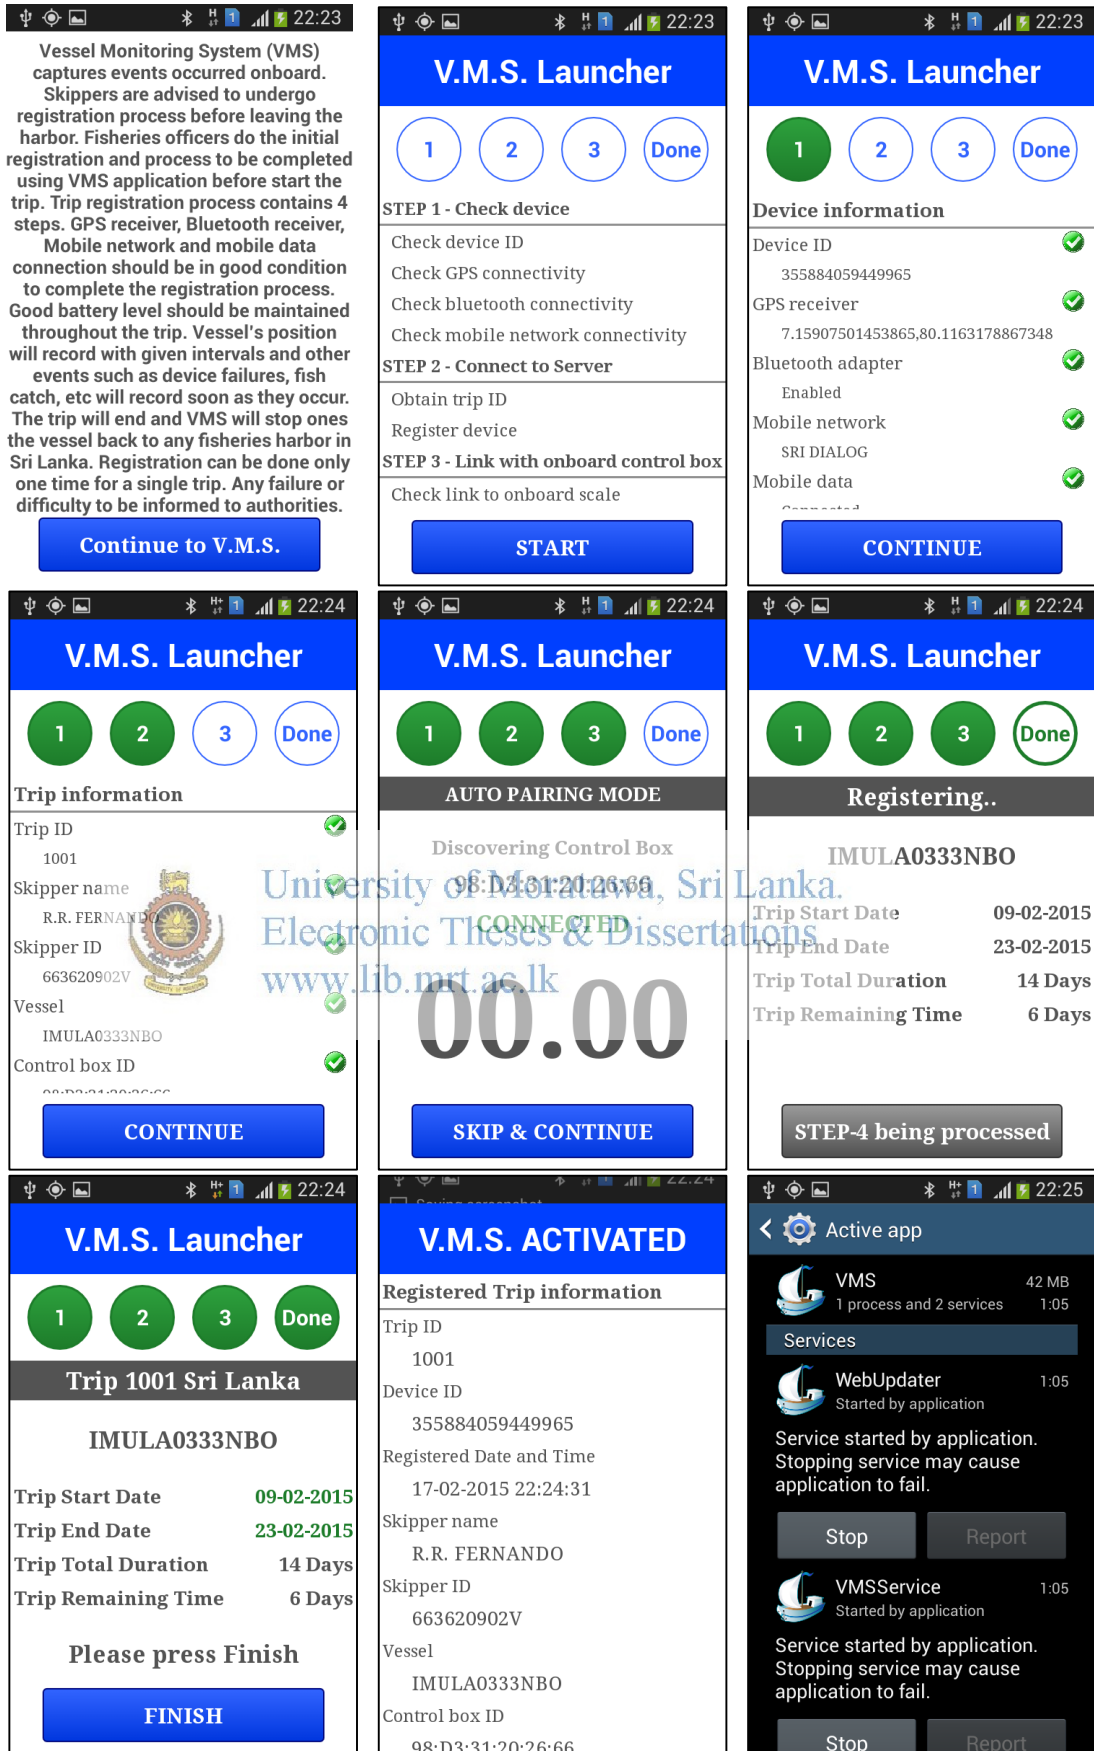 22:23
Vessel Monitoring System (VMS)
captures events occurred onboard.
Skippers are advised to undergo
registration process before leaving the
harbor. Fisheries officers do the initial
registration and process to be completed
using VMS application before start the
trip. Trip registration process contains 4
steps. GPS receiver, Bluetooth receiver,
Mobile network and mobile data
connection should be in good condition
to complete the registration process.
Good battery level should be maintained
throughout the trip. Vessel's position
will record with given intervals and other
events such as device failures, fish
catch, etc will record soon as they occur.
The trip will end and VMS will stop ones
the vessel back to any fisheries harbor in
Sri Lanka. Registration can be done only
one time for a single trip. Any failure or
difficulty to be informed to authorities.
Continue to V.M.S.
H 1 22:23
V.M.S. Launcher
1 2 3 Done
STEP 1 - Check device
Check device ID
Check GPS connectivity
Check bluetooth connectivity
Check mobile network connectivity
STEP 2 - Connect to Server
Obtain trip ID
Register device
STEP 3 - Link with onboard control box
Check link to onboard scale
START
H 1 22:23
V.M.S. Launcher
1 2 3 Done
Device information
Device ID
355884059449965
GPS receiver
7.15907501453865,80.1163178867348
Bluetooth adapter
Enabled
Mobile network
SRI DIALOG
Mobile data
Connected
CONTINUE
H+ 1 22:24
V.M.S. Launcher
1 2 3 Done
Trip information
Trip ID
1001
Skipper name
R.R. FERNANDO
Skipper ID
663620902V
Vessel
IMULA0333NBO
Control box ID
98:D3:31:20:26:66
CONTINUE
H 1 22:24
V.M.S. Launcher
1 2 3 Done
AUTO PAIRING MODE
Discovering Control Box
98:D3:31:20:26:66
CONNECTED
00.00
SKIP & CONTINUE
H 1 22:24
V.M.S. Launcher
1 2 3 Done
Registering..
IMULA0333NBO
Trip Start Date 09-02-2015
Trip End Date 23-02-2015
Trip Total Duration 14 Days
Trip Remaining Time 6 Days
STEP-4 being processed
University of Moratuwa, Sri Lanka.
Electronic Theses & Dissertations
www.lib.mrt.ac.lk
H+ 1 22:24
V.M.S. Launcher
1 2 3 Done
Trip 1001 Sri Lanka
IMULA0333NBO
Trip Start Date 09-02-2015
Trip End Date 23-02-2015
Trip Total Duration 14 Days
Trip Remaining Time 6 Days
Please press Finish
FINISH
22:24
Saving screenshot
V.M.S. ACTIVATED
Registered Trip information
Trip ID
1001
Device ID
355884059449965
Registered Date and Time
17-02-2015 22:24:31
Skipper name
R.R. FERNANDO
Skipper ID
663620902V
Vessel
IMULA0333NBO
Control box ID
98:D3:31:20:26:66
H+ 1 22:25
Active app
VMS 42 MB
1 process and 2 services 1:05
Services
WebUpdater 1:05
Started by application
Service started by application.
Stopping service may cause
application to fail.
Stop Report
VMSService 1:05
Started by application
Service started by application.
Stopping service may cause
application to fail.
Stop Report